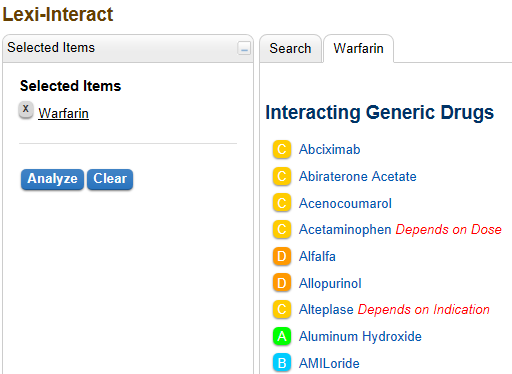 Lexi-Interact
Selected Items
Search
Warfarin
Selected Items
x Warfarin
Analyze Clear
Interacting Generic Drugs
C Abciximab
C Abiraterone Acetate
C Acenocoumarol
C Acetaminophen Depends on Dose
D Alfalfa
D Allopurinol
C Alteplase Depends on Indication
A Aluminum Hydroxide
B AMILoride